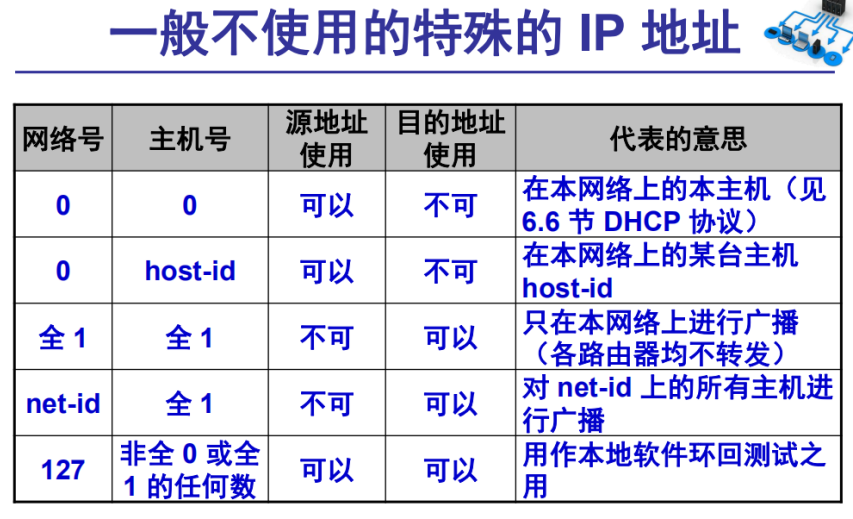 一般不使用的特殊的 IP 地址
网络号 主机号 源地址使用 目的地址使用 代表的意思
0 0 可以 不可 在本网络上的本主机（见 6.6 节 DHCP 协议）
0 host-id 可以 不可 在本网络上的某台主机 host-id
全 1 全 1 不可 可以 只在本网络上进行广播（各路由器均不转发）
net-id 全 1 不可 可以 对 net-id 上的所有主机进行广播
127 非全 0 或全 1 的任何数 可以 可以 用作本地软件环回测试之用